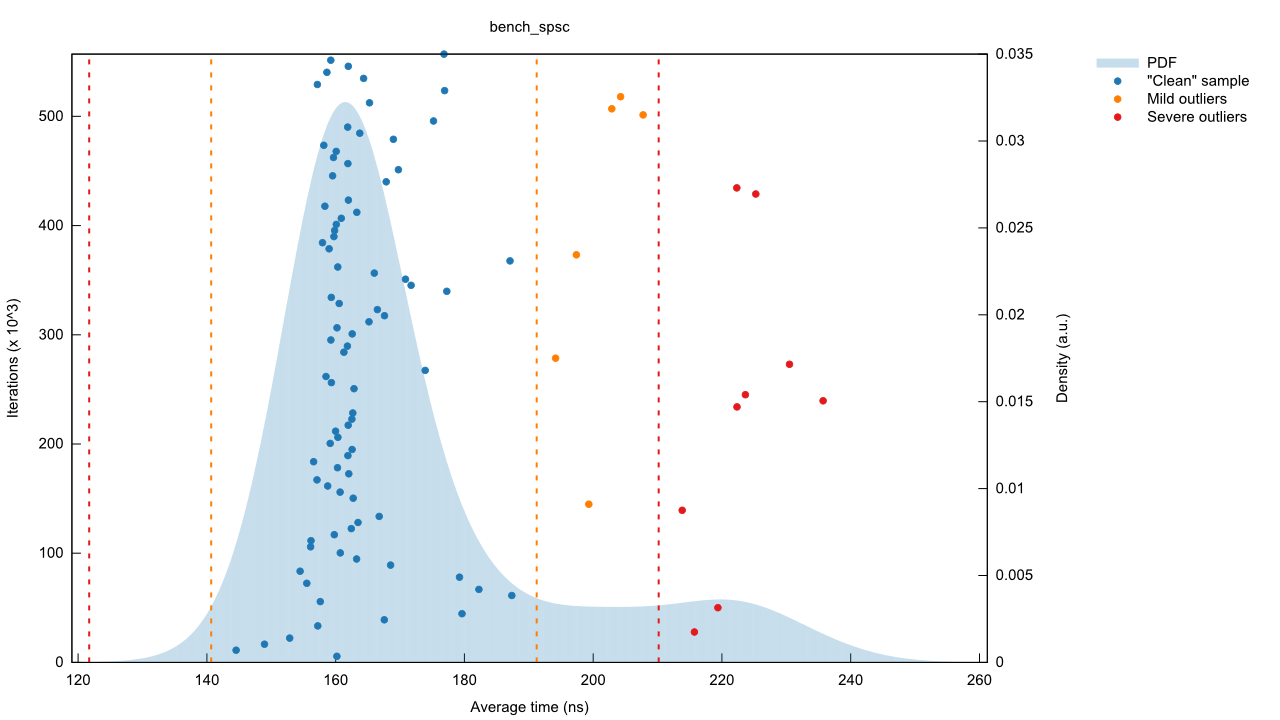 bench_spsc
PDF
"Clean" sample
Mild outliers
Severe outliers
Iterations (x 10^3)
0
100
200
300
400
500
Density (a.u.)
0
0.005
0.01
0.015
0.02
0.025
0.03
0.035
120 140 160 180 200 220 240 260
Average time (ns)